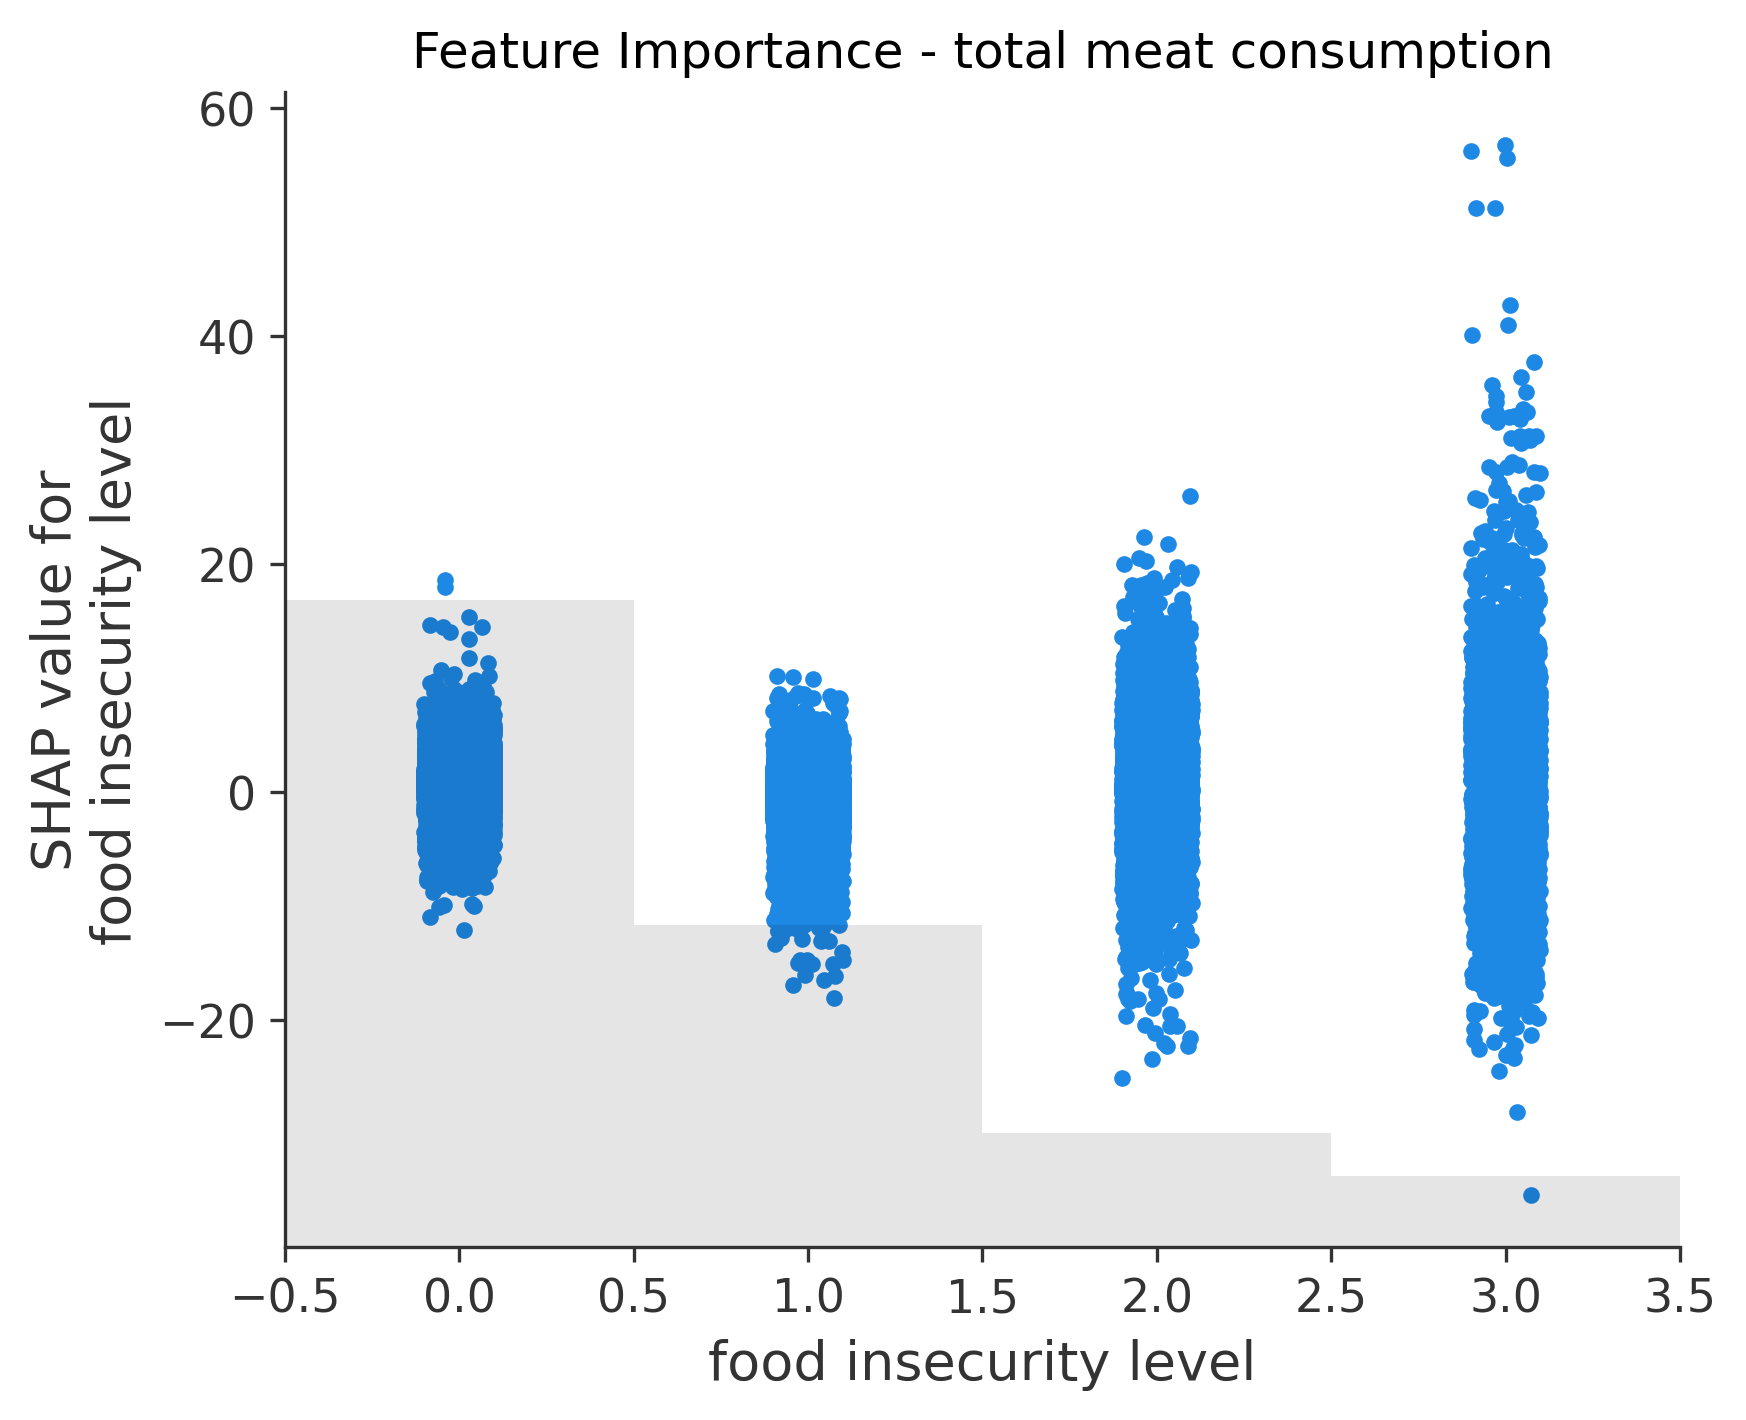 Feature Importance - total meat consumption
60
40
20
0
−20
SHAP value for
food insecurity level
−0.5 0.0 0.5 1.0 1.5 2.0 2.5 3.0 3.5
food insecurity level